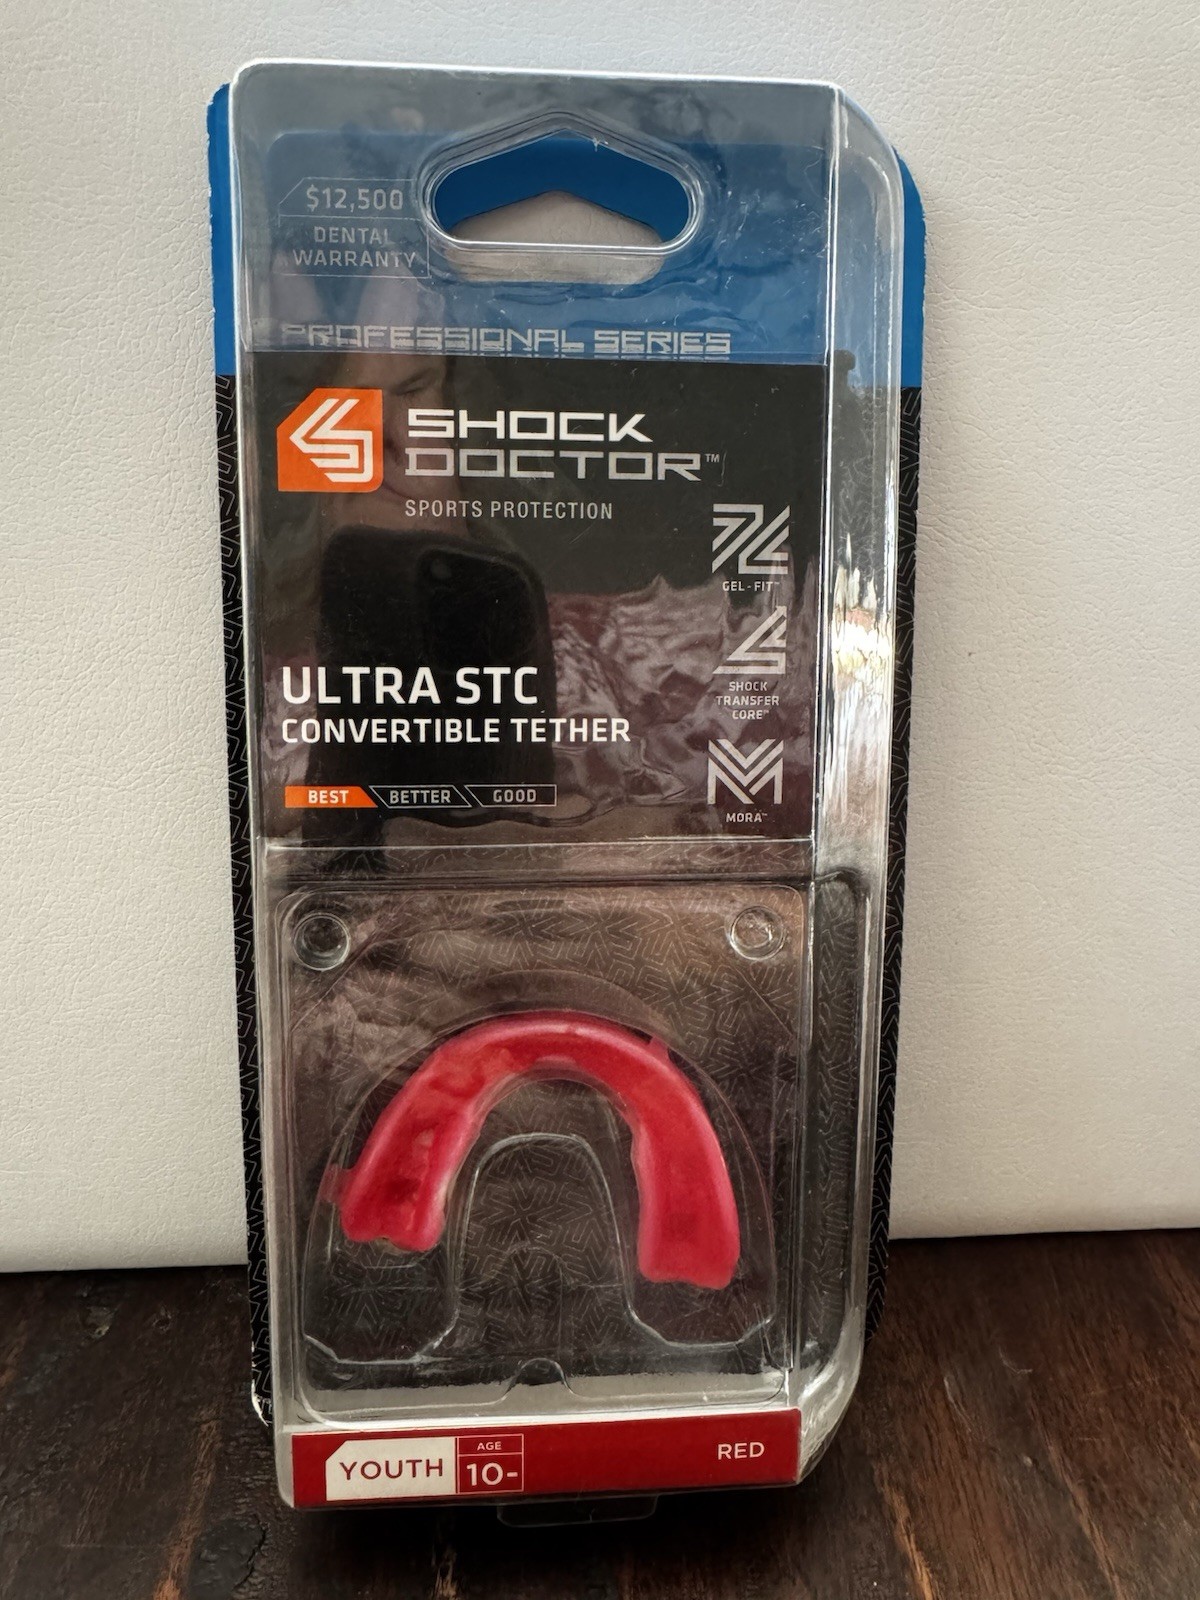 $12,500
DENTAL
WARRANTY
PROFESSIONAL SERIES
SHOCK
DOCTOR™
SPORTS PROTECTION
GEL-FIT™
SHOCK
TRANSFER
CORE™
ULTRA STC
CONVERTIBLE TETHER
BEST BETTER GOOD
MORA™
YOUTH
AGE
10-
RED